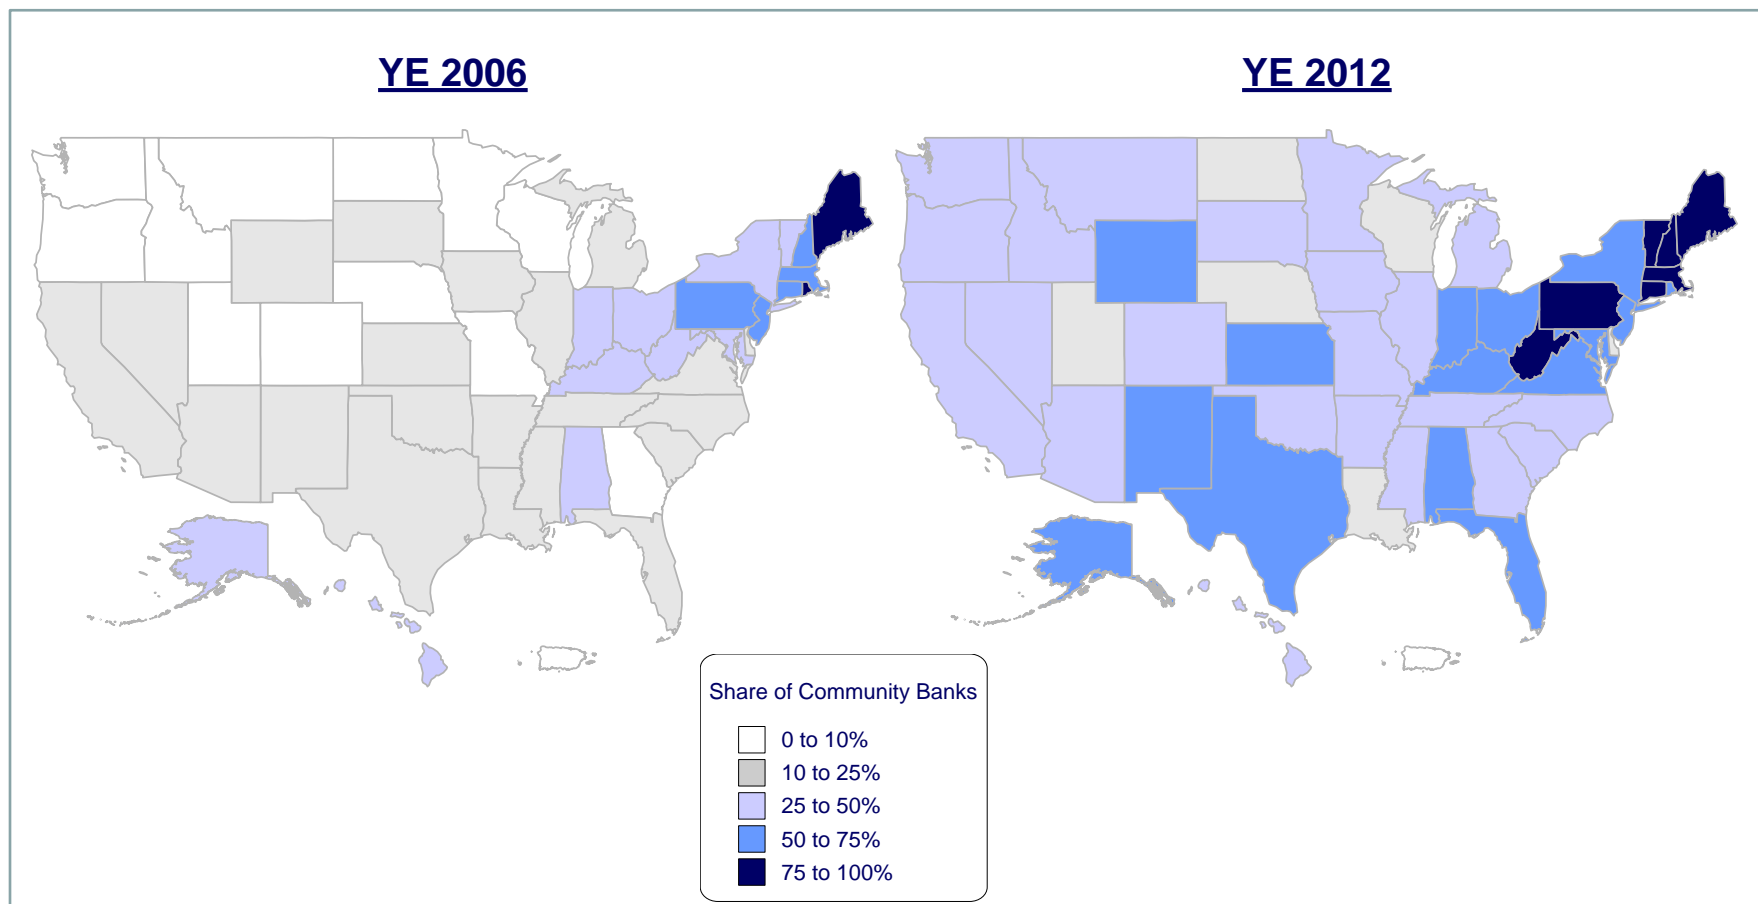 YE 2006
YE 2012
Share of Community Banks
0 to 10%
10 to 25%
25 to 50%
50 to 75%
75 to 100%